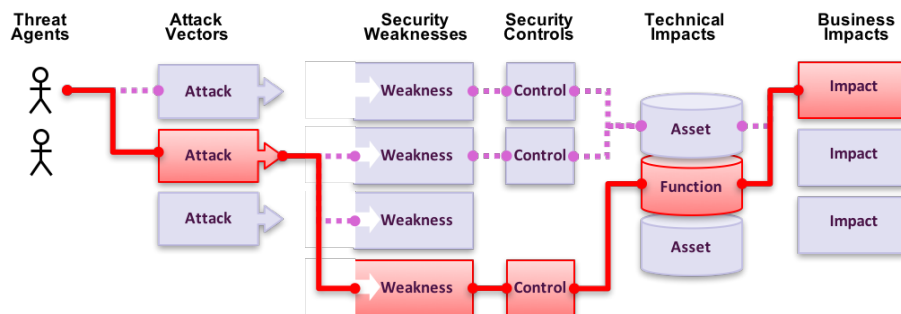 Threat
Agents
Attack
Vectors
Security
Weaknesses
Security
Controls
Technical
Impacts
Business
Impacts
Attack
Weakness
Control
Impact
Asset
Attack
Weakness
Control
Impact
Function
Attack
Weakness
Impact
Asset
Weakness
Control